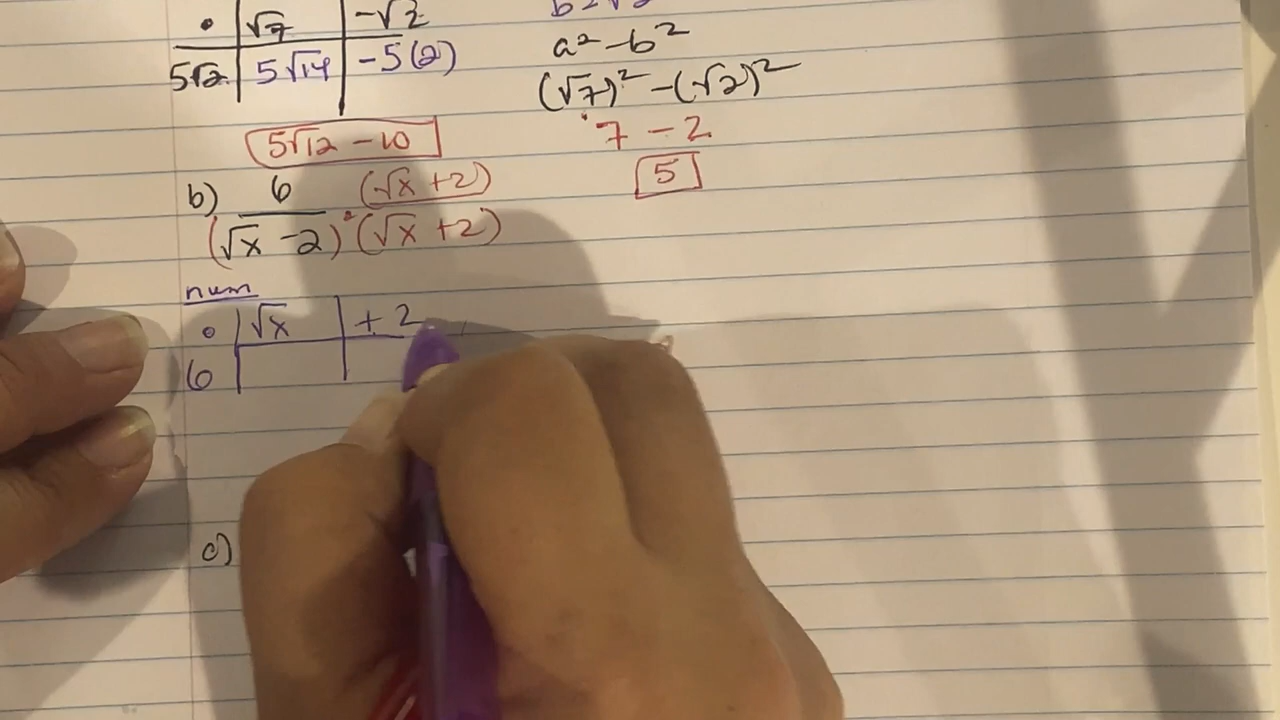 • √7 -√2
5√2 5√14 -5(2)
5√12 - 10
a² - b²
(√7)² - (√2)²
7 - 2
5
b) 6 (√x + 2)
(√x - 2) • (√x + 2)
num
• √x + 2
6
c)